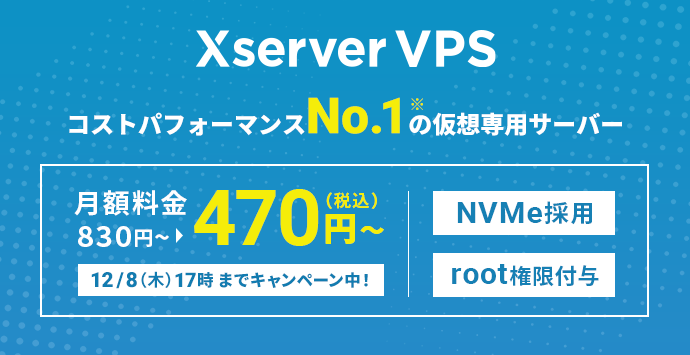 Xserver VPS
コストパフォーマンスNo.1※の仮想専用サーバー
月額料金
830円~
470円~(税込)
12/8(木)17時 までキャンペーン中!
NVMe採用
root権限付与